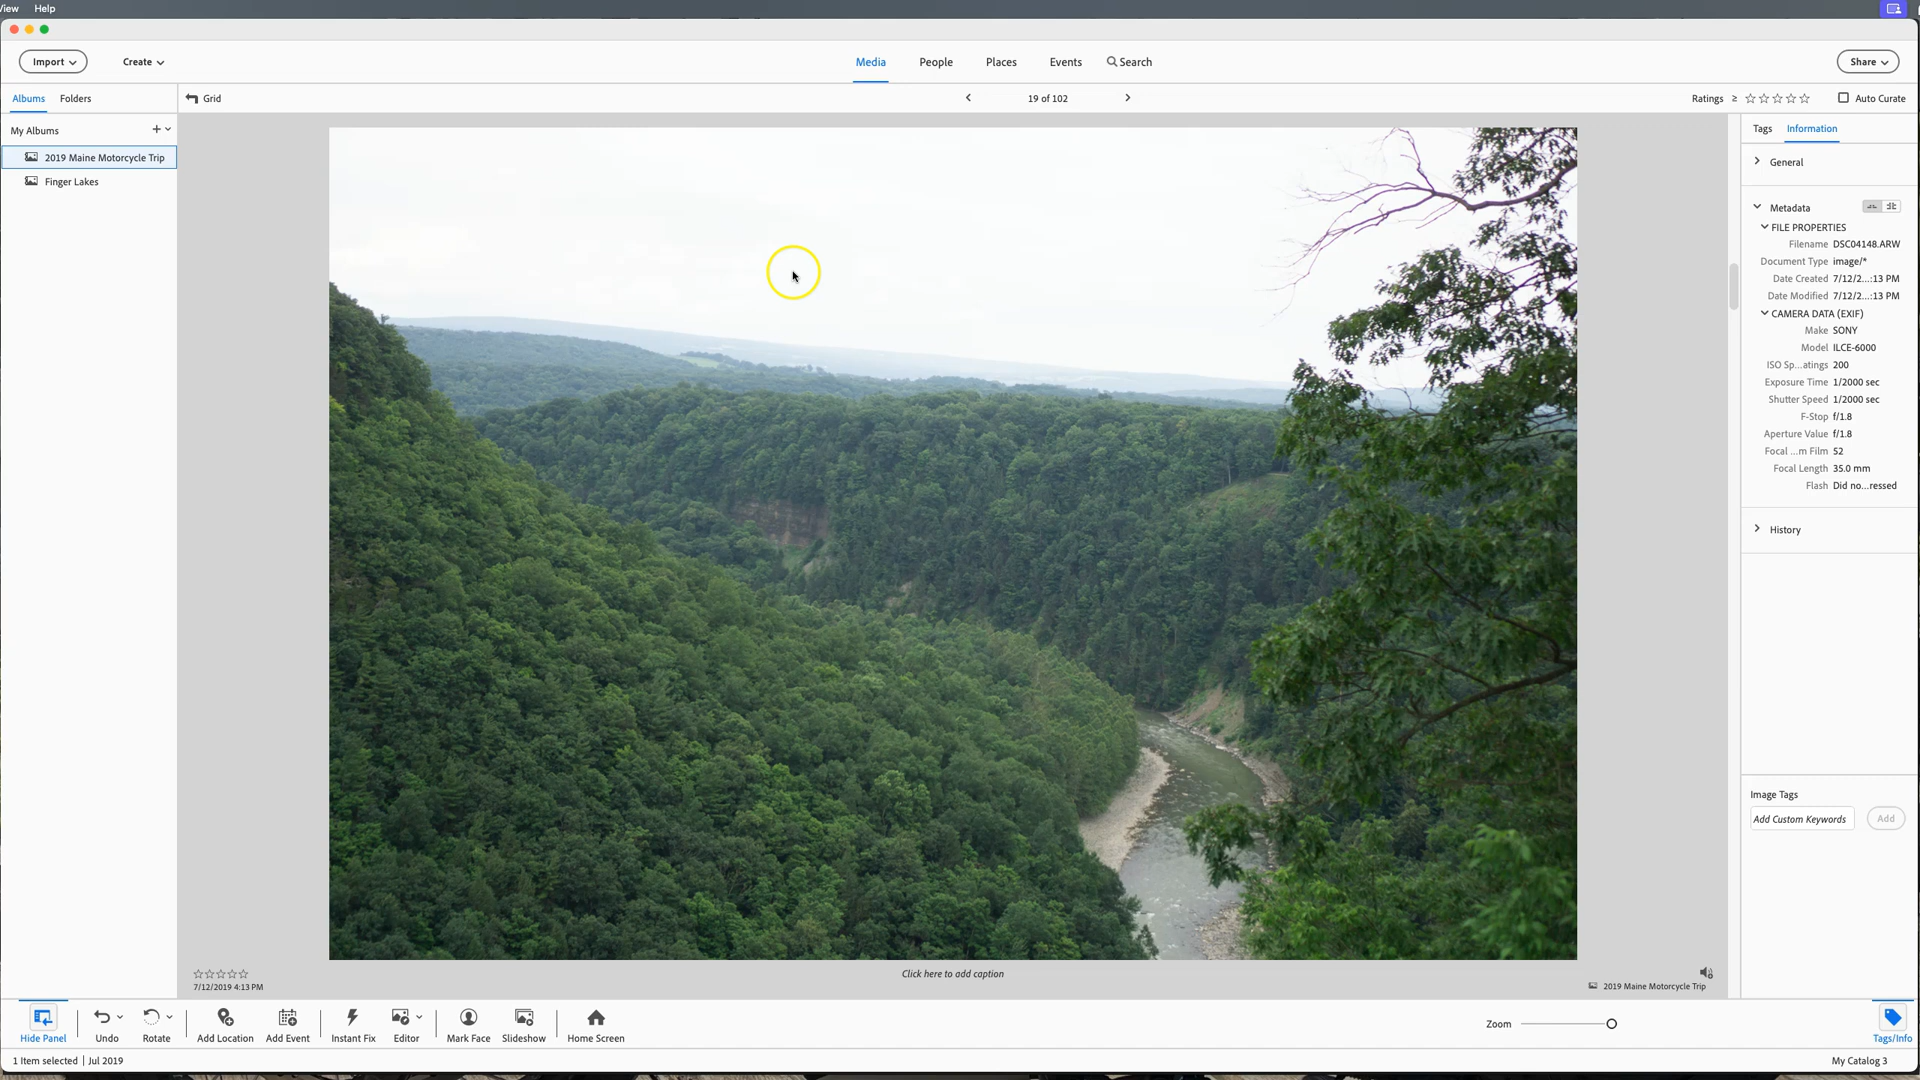 View Help
Import Create Media People Places Events Search Share
Albums Folders Grid 19 of 102 Ratings ≥ Auto Curate
My Albums
2019 Maine Motorcycle Trip
Finger Lakes
Tags Information
General
Metadata
FILE PROPERTIES
Filename DSC04148.ARW
Document Type image/*
Date Created 7/12/2...:13 PM
Date Modified 7/12/2...:13 PM
CAMERA DATA (EXIF)
Make SONY
Model ILCE-6000
ISO Sp...atings 200
Exposure Time 1/2000 sec
Shutter Speed 1/2000 sec
F-Stop f/1.8
Aperture Value f/1.8
Focal ...m Film 52
Focal Length 35.0 mm
Flash Did no...ressed
History
Image Tags
Add Custom Keywords Add
Click here to add caption
7/12/2019 4:13 PM 2019 Maine Motorcycle Trip
Hide Panel Undo Rotate Add Location Add Event Instant Fix Editor Mark Face Slideshow Home Screen Zoom Tags/Info
1 Item selected | Jul 2019 My Catalog 3